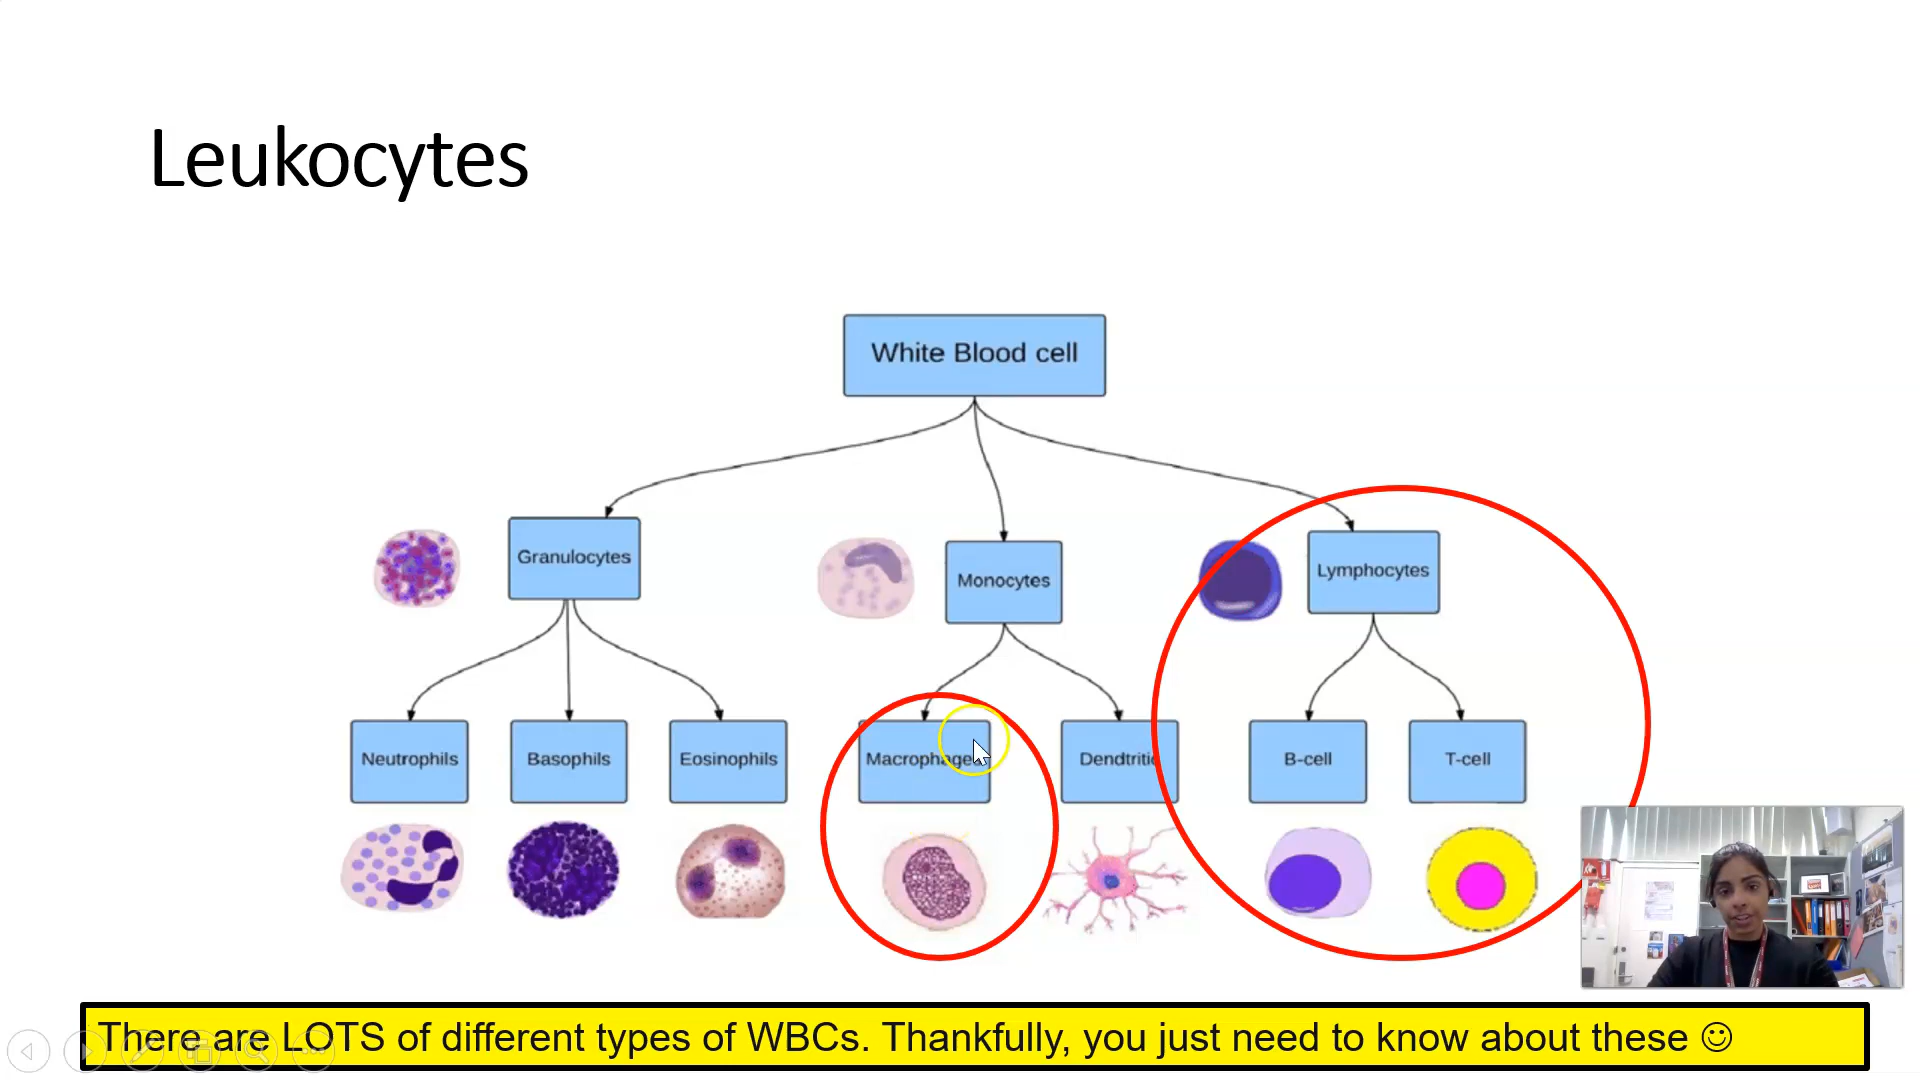 Leukocytes
White Blood cell
Granulocytes
Monocytes
Lymphocytes
Neutrophils
Basophils
Eosinophils
Macrophages
Dendtritic
B-cell
T-cell
There are LOTS of different types of WBCs. Thankfully, you just need to know about these ☺